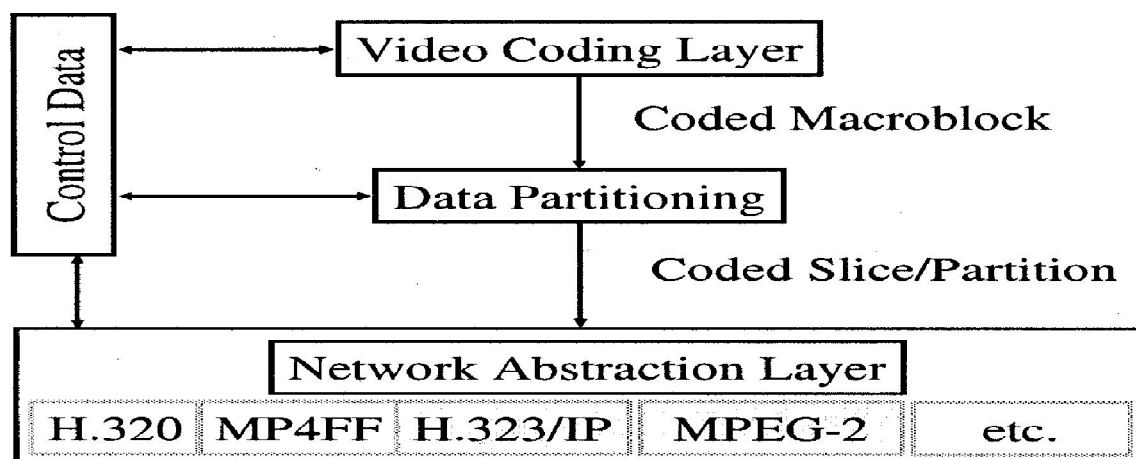 Control Data
Video Coding Layer
Coded Macroblock
Data Partitioning
Coded Slice/Partition
Network Abstraction Layer
H.320 MP4FF H.323/IP MPEG-2 etc.